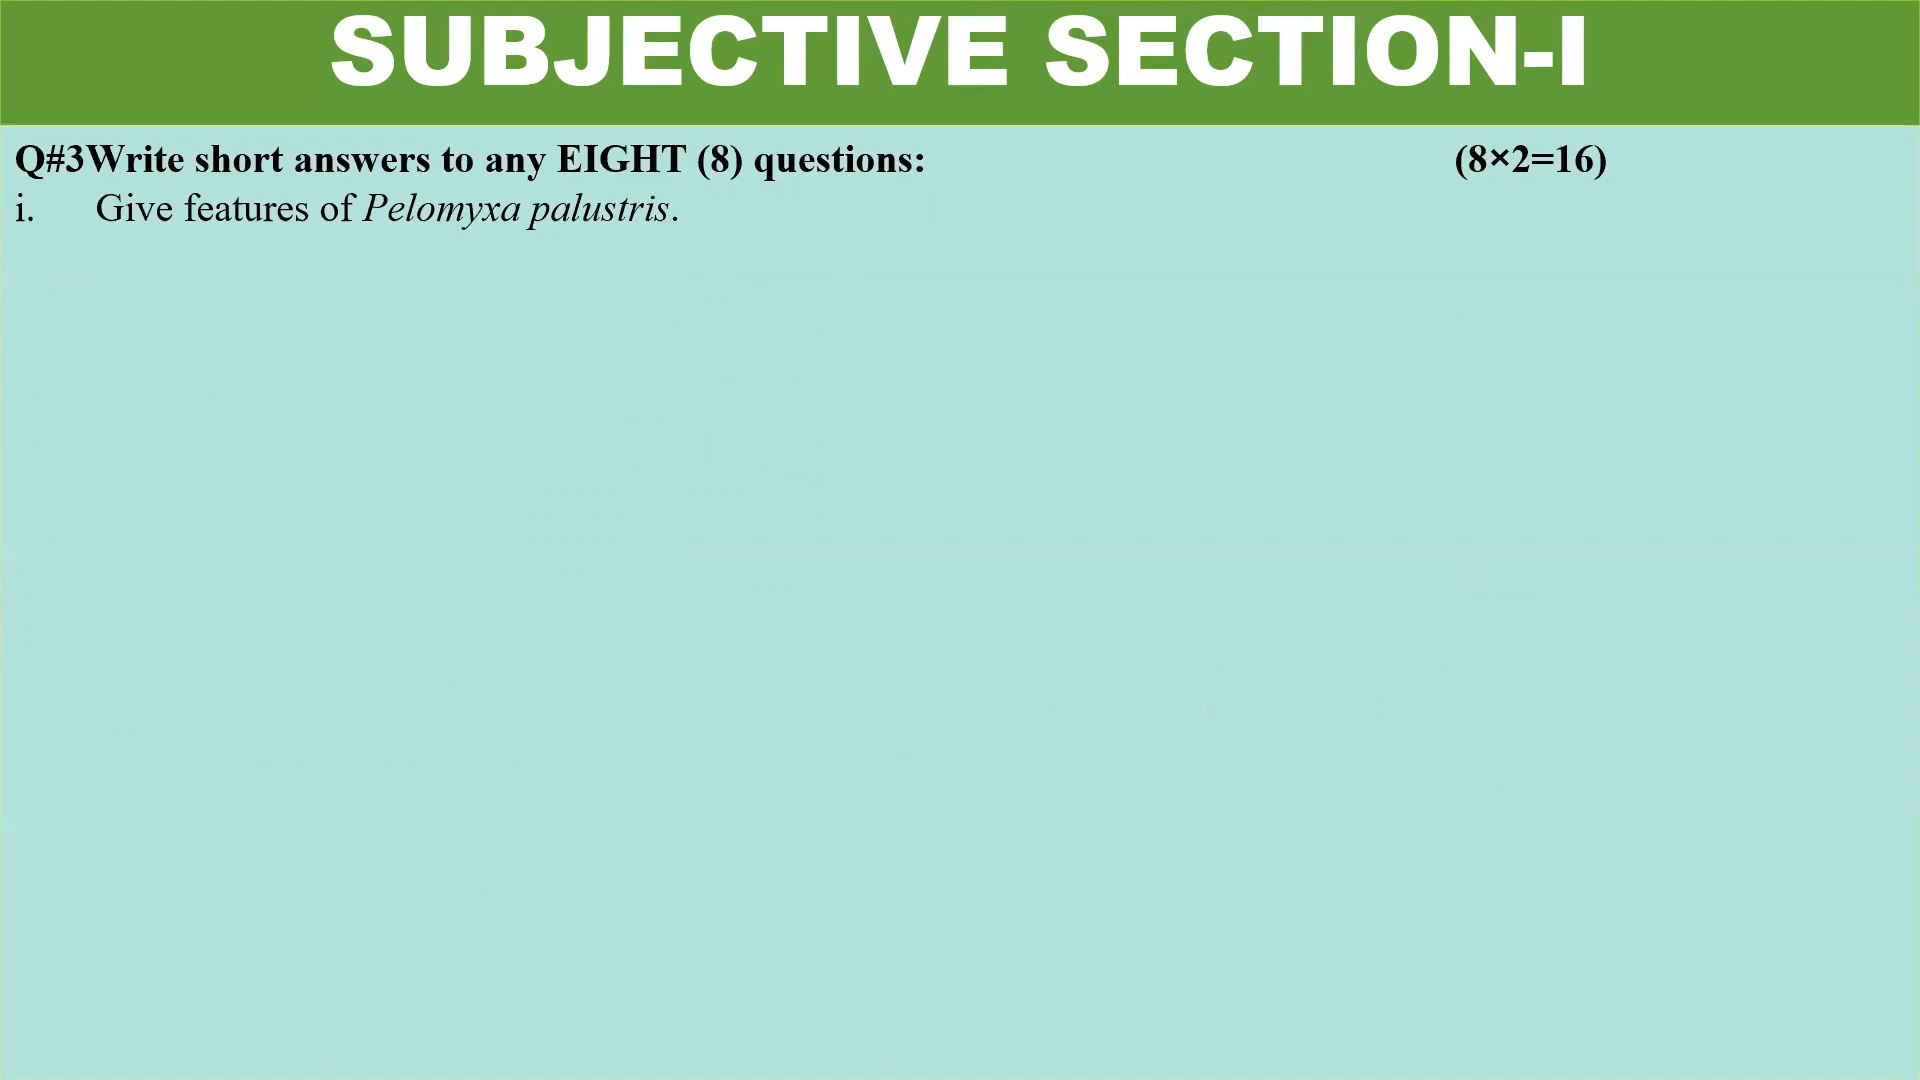 SUBJECTIVE SECTION-I
Q#3Write short answers to any EIGHT (8) questions: (8×2=16)
i. Give features of Pelomyxa palustris.